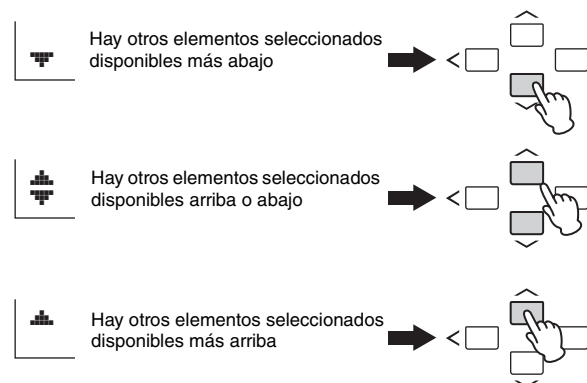 Hay otros elementos seleccionados
disponibles más abajo
Hay otros elementos seleccionados
disponibles arriba o abajo
Hay otros elementos seleccionados
disponibles más arriba